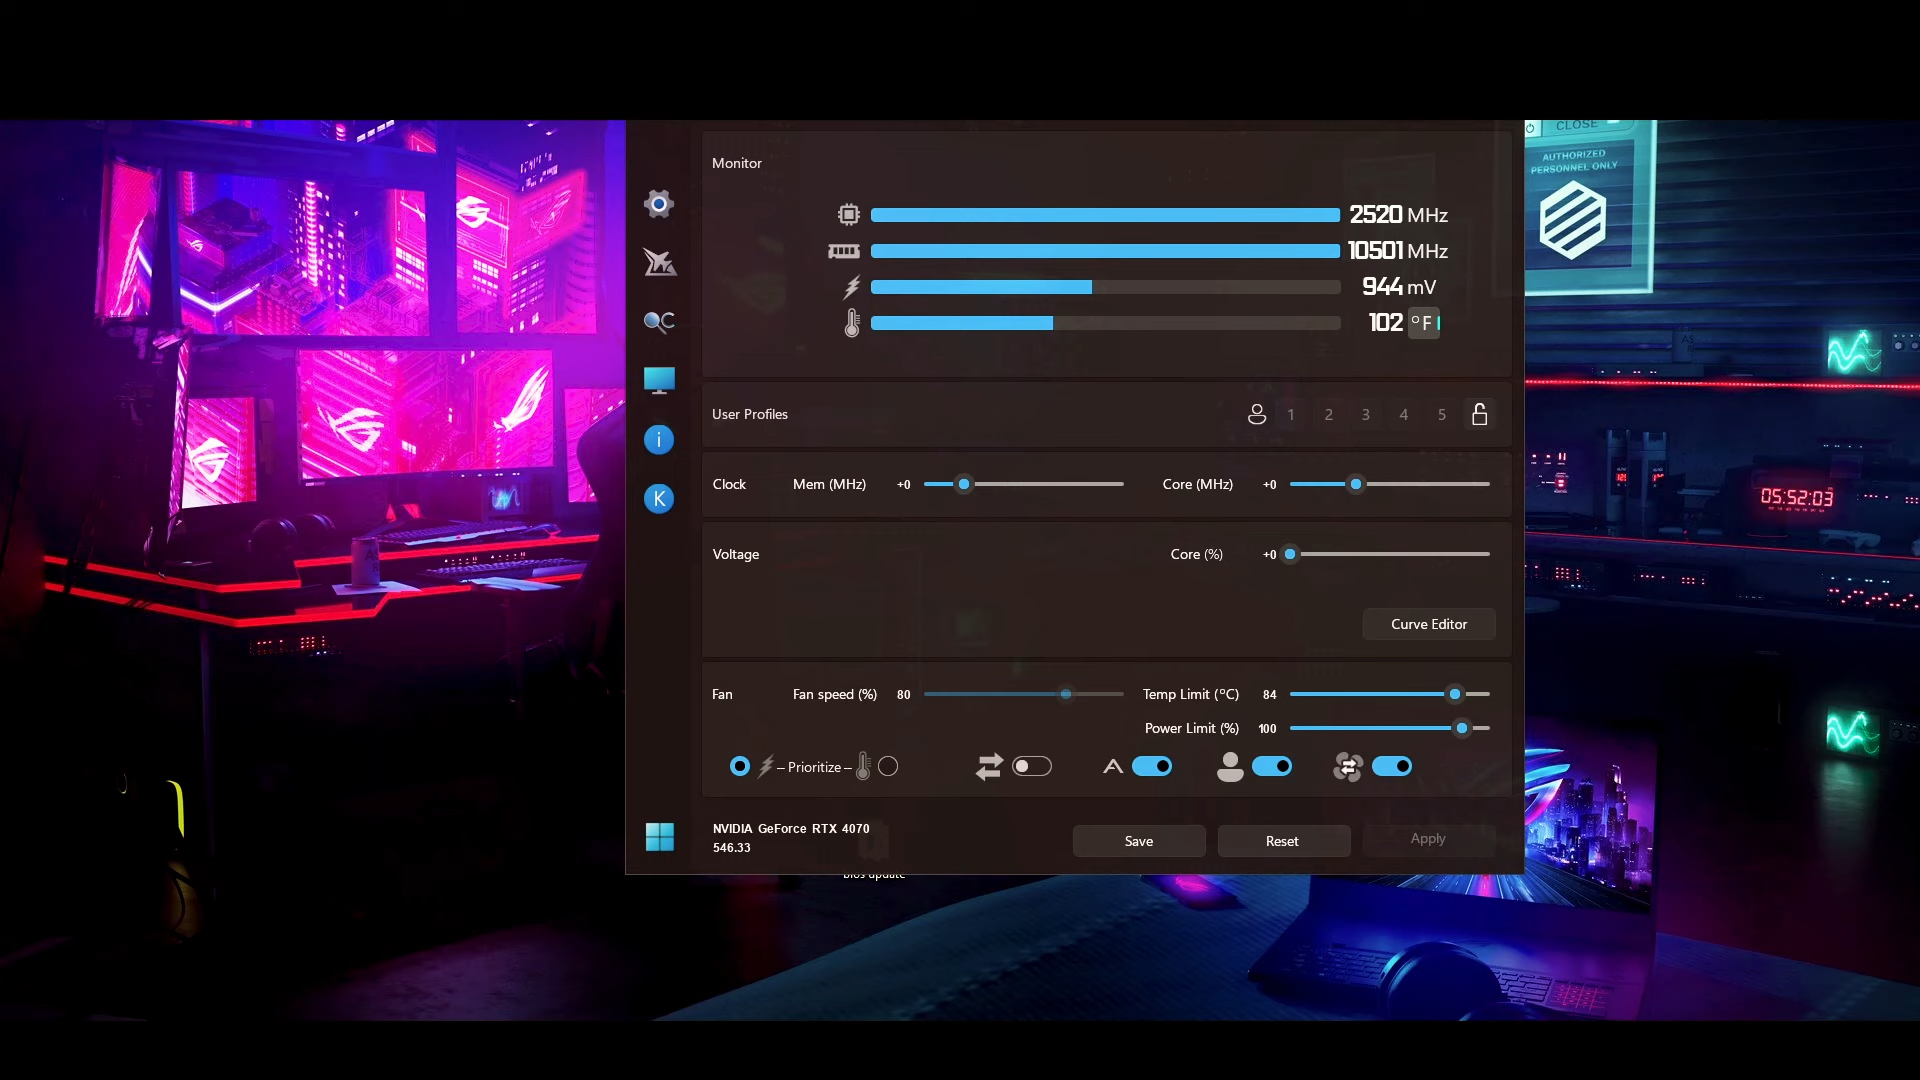 CLOSE
AUTHORIZED
PERSONNEL ONLY
Monitor
2520 MHz
10501 MHz
944 mV
102 °F
User Profiles 1 2 3 4 5
Clock Mem (MHz) +0 Core (MHz) +0
i
K
05:52:03
Voltage Core (%) +0
Curve Editor
Fan Fan speed (%) 80 Temp Limit (°C) 84
Power Limit (%) 100
– Prioritize –
A
NVIDIA GeForce RTX 4070
546.33
Save Reset Apply
bios update